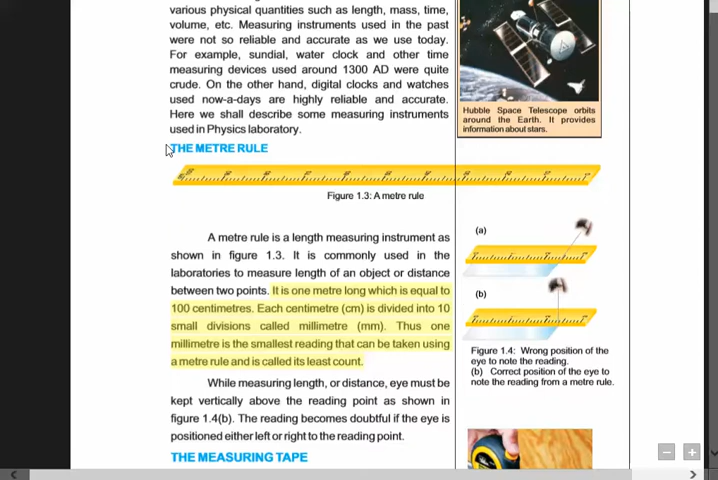 various physical quantities such as length, mass, time,
volume, etc. Measuring instruments used in the past
were not so reliable and accurate as we use today.
For example, sundial, water clock and other time
measuring devices used around 1300 AD were quite
crude. On the other hand, digital clocks and watches
used now-a-days are highly reliable and accurate.
Here we shall describe some measuring instruments
used in Physics laboratory.
Hubble Space Telescope orbits
around the Earth. It provides
information about stars.
THE METRE RULE
Figure 1.3: A metre rule
A metre rule is a length measuring instrument as
shown in figure 1.3. It is commonly used in the
laboratories to measure length of an object or distance
between two points. It is one metre long which is equal to
100 centimetres. Each centimetre (cm) is divided into 10
small divisions called millimetre (mm). Thus one
millimetre is the smallest reading that can be taken using
a metre rule and is called its least count.
While measuring length, or distance, eye must be
kept vertically above the reading point as shown in
figure 1.4(b). The reading becomes doubtful if the eye is
positioned either left or right to the reading point.
THE MEASURING TAPE
(a)
(b)
Figure 1.4: Wrong position of the
eye to note the reading.
(b) Correct position of the eye to
note the reading from a metre rule.